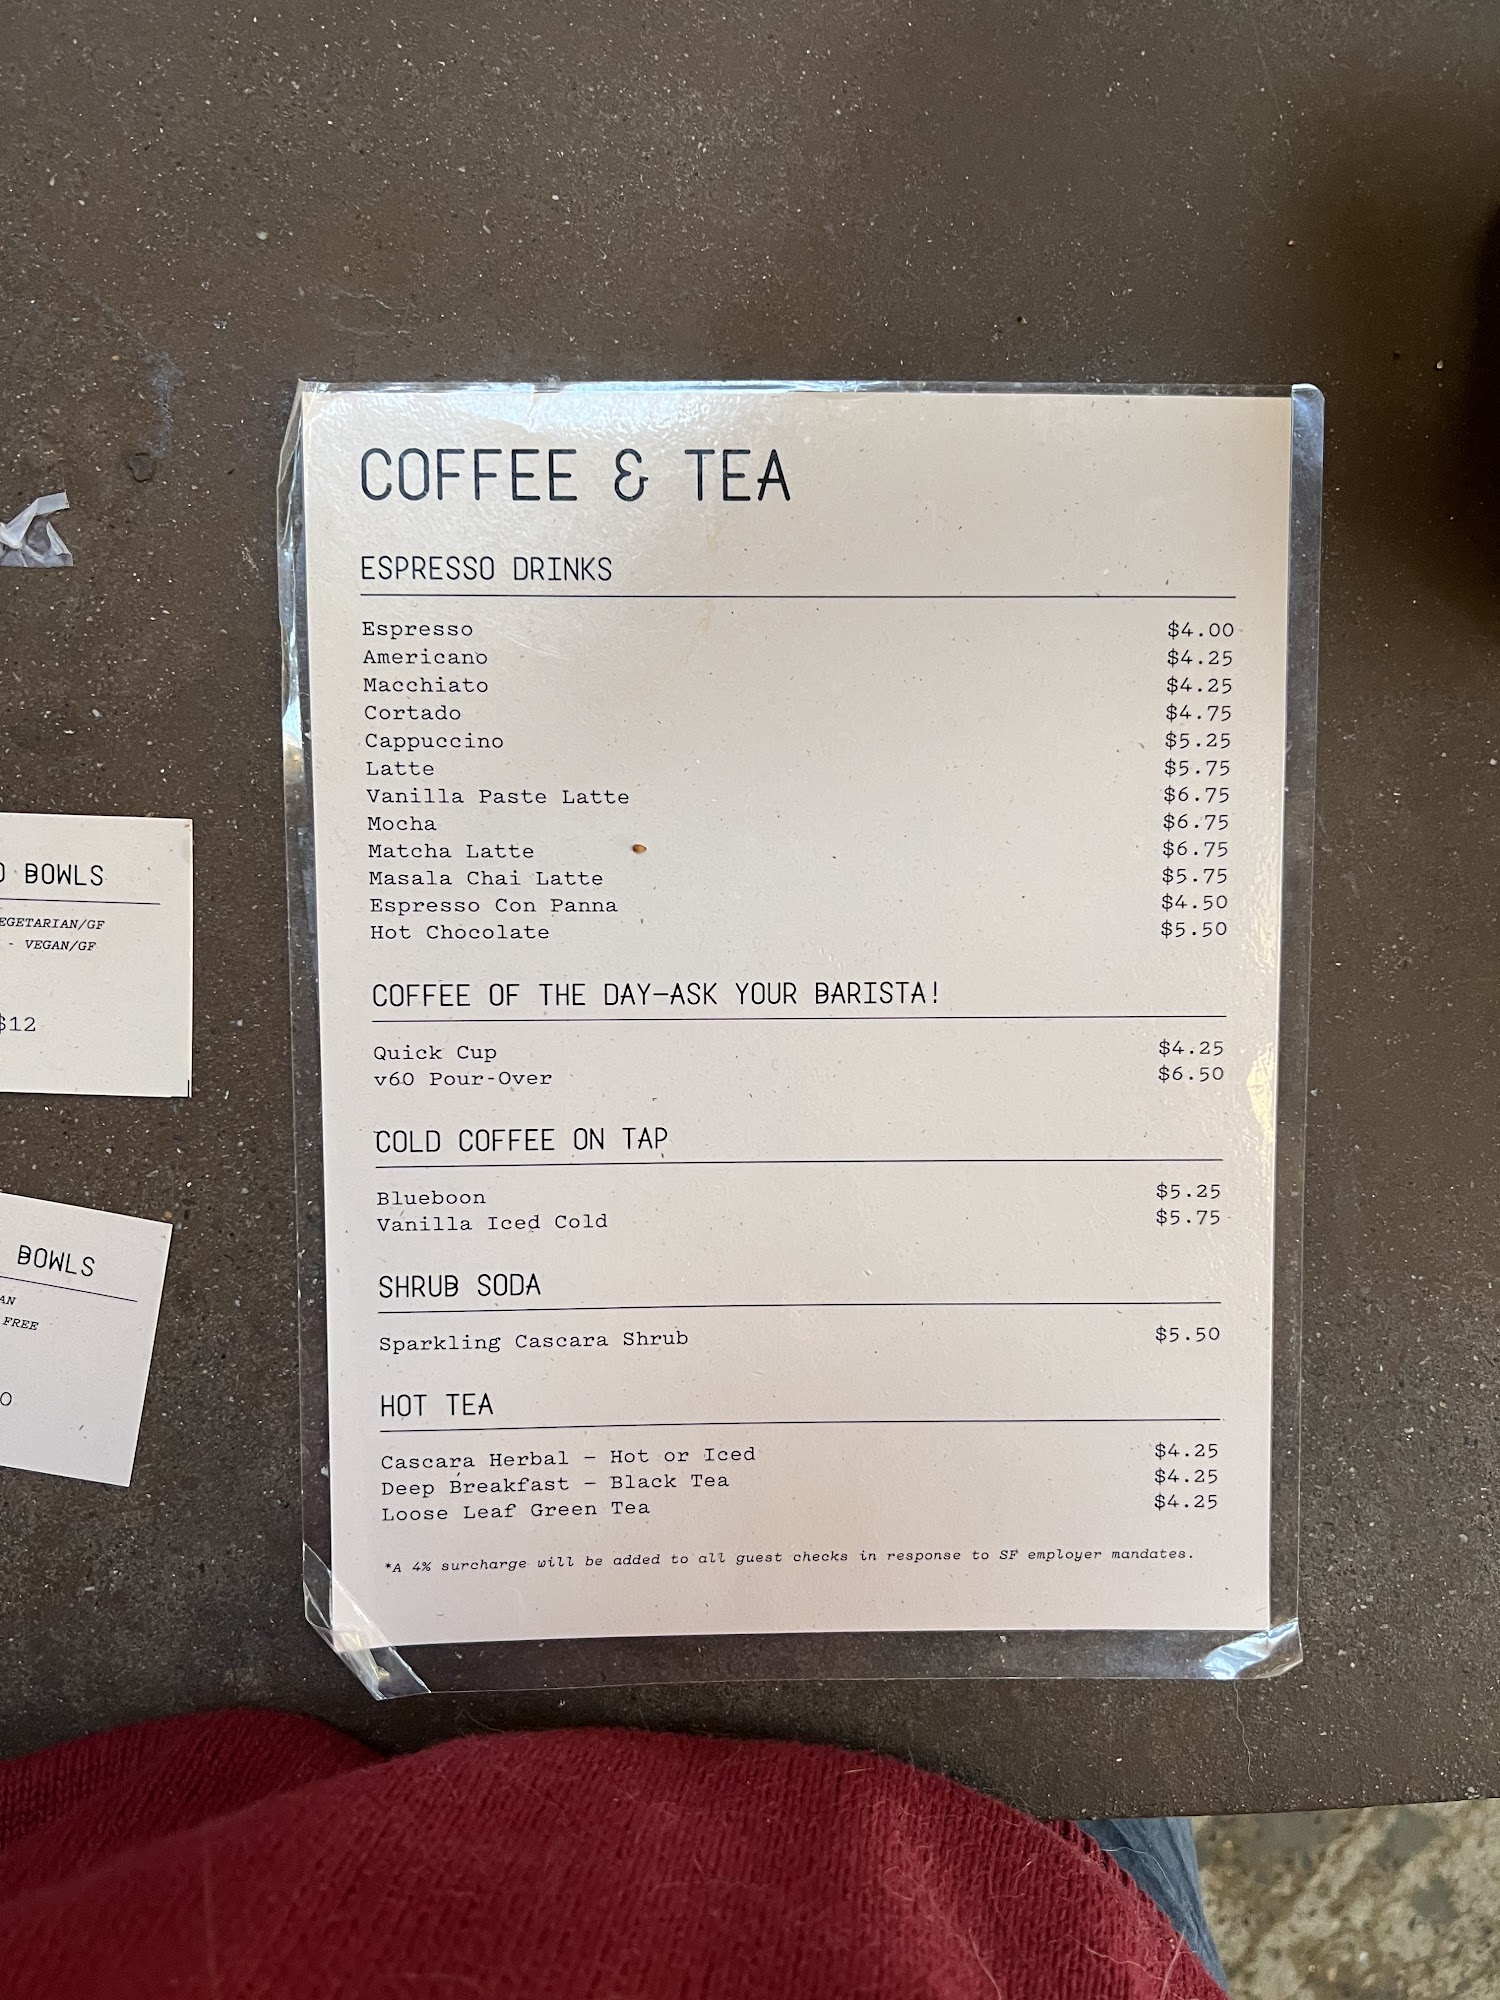 COFFEE & TEA
ESPRESSO DRINKS
Espresso $4.00
Americano $4.25
Macchiato $4.25
Cortado $4.75
Cappuccino $5.25
Latte $5.75
Vanilla Paste Latte $6.75
Mocha $6.75
Matcha Latte $6.75
Masala Chai Latte $5.75
Espresso Con Panna $4.50
Hot Chocolate $5.50
COFFEE OF THE DAY—ASK YOUR BARISTA!
Quick Cup $4.25
v60 Pour-Over $6.50
COLD COFFEE ON TAP
Blueboon $5.25
Vanilla Iced Cold $5.75
SHRUB SODA
Sparkling Cascara Shrub $5.50
HOT TEA
Cascara Herbal – Hot or Iced $4.25
Deep Breakfast – Black Tea $4.25
Loose Leaf Green Tea $4.25
*A 4% surcharge will be added to all guest checks in response to SF employer mandates.
BOWLS
EGETARIAN/GF
- VEGAN/GF
$12
BOWLS
FREE